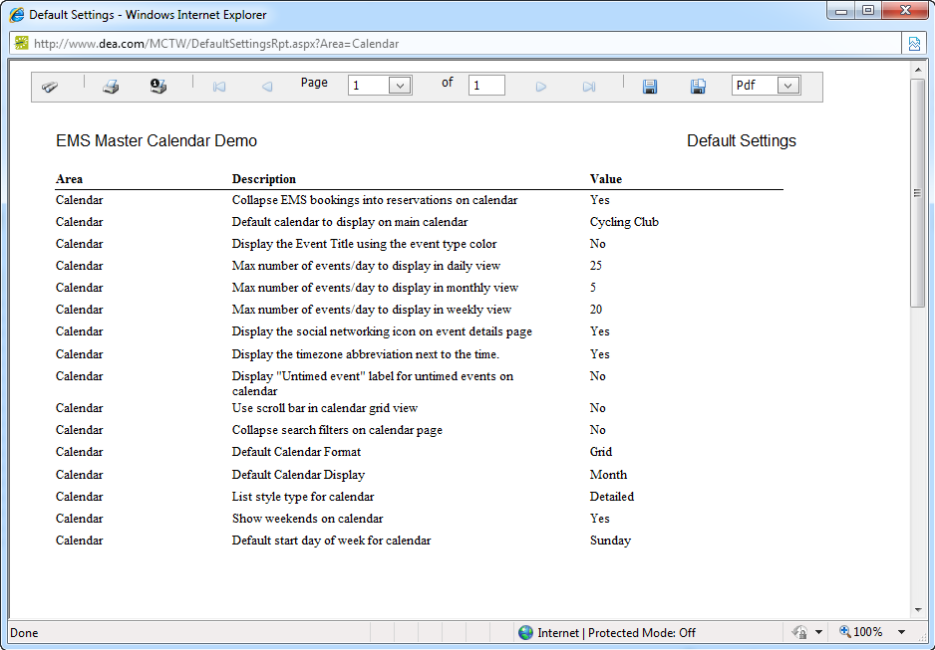 Default Settings - Windows Internet Explorer
http://www.dea.com/MCTW/DefaultSettingsRpt.aspx?Area=Calendar
Page 1 of 1 Pdf
EMS Master Calendar Demo Default Settings
Area Description Value
Calendar Collapse EMS bookings into reservations on calendar Yes
Calendar Default calendar to display on main calendar Cycling Club
Calendar Display the Event Title using the event type color No
Calendar Max number of events/day to display in daily view 25
Calendar Max number of events/day to display in monthly view 5
Calendar Max number of events/day to display in weekly view 20
Calendar Display the social networking icon on event details page Yes
Calendar Display the timezone abbreviation next to the time. Yes
Calendar Display "Untimed event" label for untimed events on No
calendar
Calendar Use scroll bar in calendar grid view No
Calendar Collapse search filters on calendar page No
Calendar Default Calendar Format Grid
Calendar Default Calendar Display Month
Calendar List style type for calendar Detailed
Calendar Show weekends on calendar Yes
Calendar Default start day of week for calendar Sunday
Done Internet | Protected Mode: Off 100%